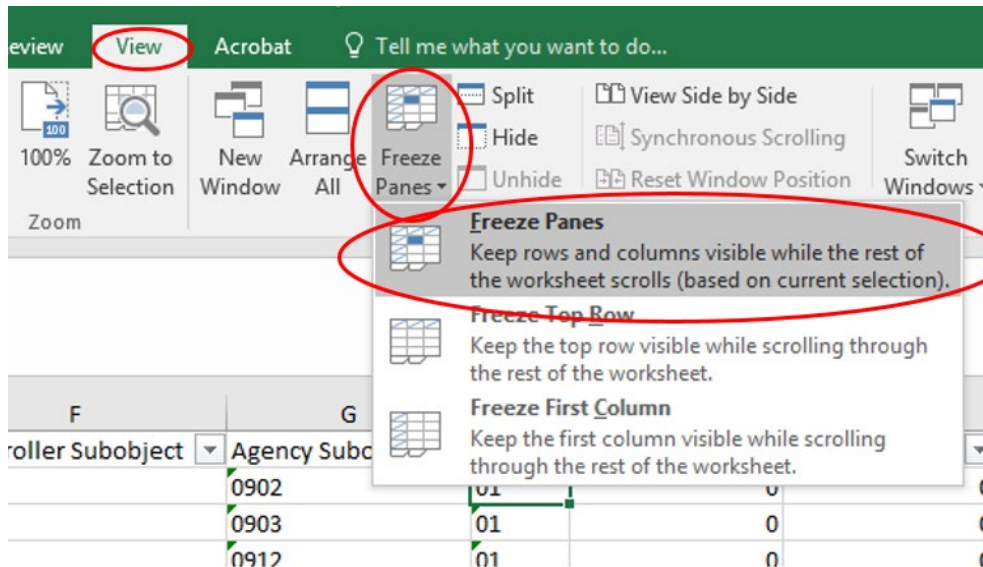 eview View Acrobat Tell me what you want to do...
100
100% Zoom to Selection
New Window
Arrange All
Freeze Panes
Split
Hide
Unhide
View Side by Side
Synchronous Scrolling
Reset Window Position
Switch Windows
Zoom
Freeze Panes
Keep rows and columns visible while the rest of
the worksheet scrolls (based on current selection).
Freeze Top Row
Keep the top row visible while scrolling through
the rest of the worksheet.
Freeze First Column
Keep the first column visible while scrolling
through the rest of the worksheet.
F G
roller Subobject Agency Subc
0902 01 0 0
0903 01 0 0
0912 01 0 0